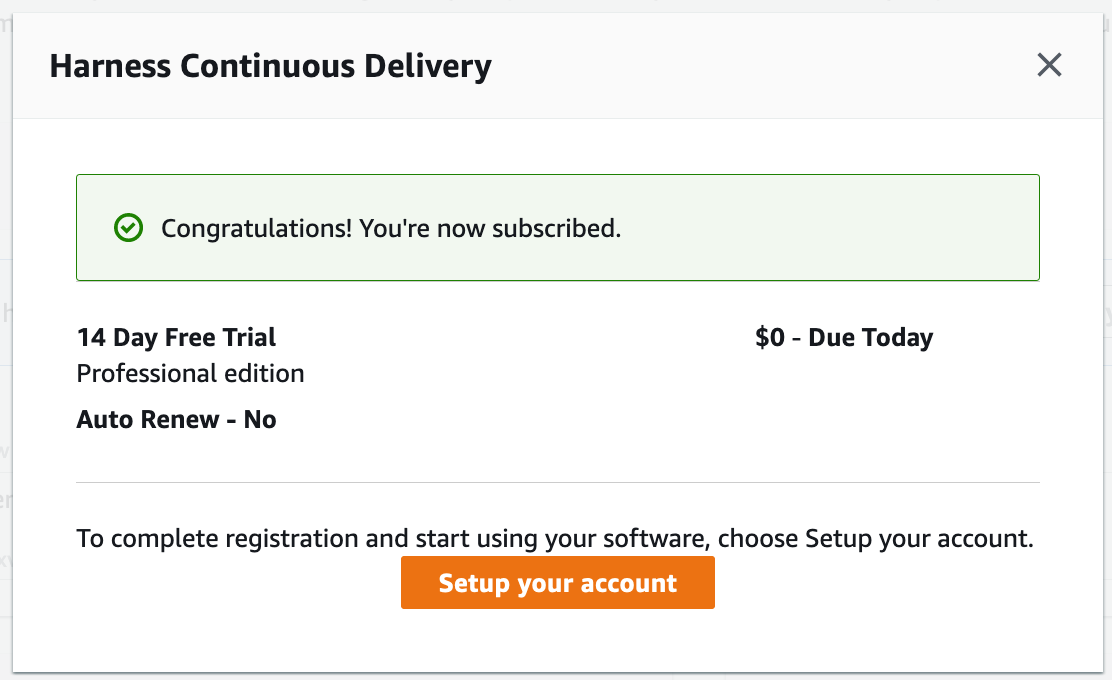 Harness Continuous Delivery
Congratulations! You're now subscribed.
14 Day Free Trial
$0 - Due Today
Professional edition
Auto Renew - No
To complete registration and start using your software, choose Setup your account.
Setup your account